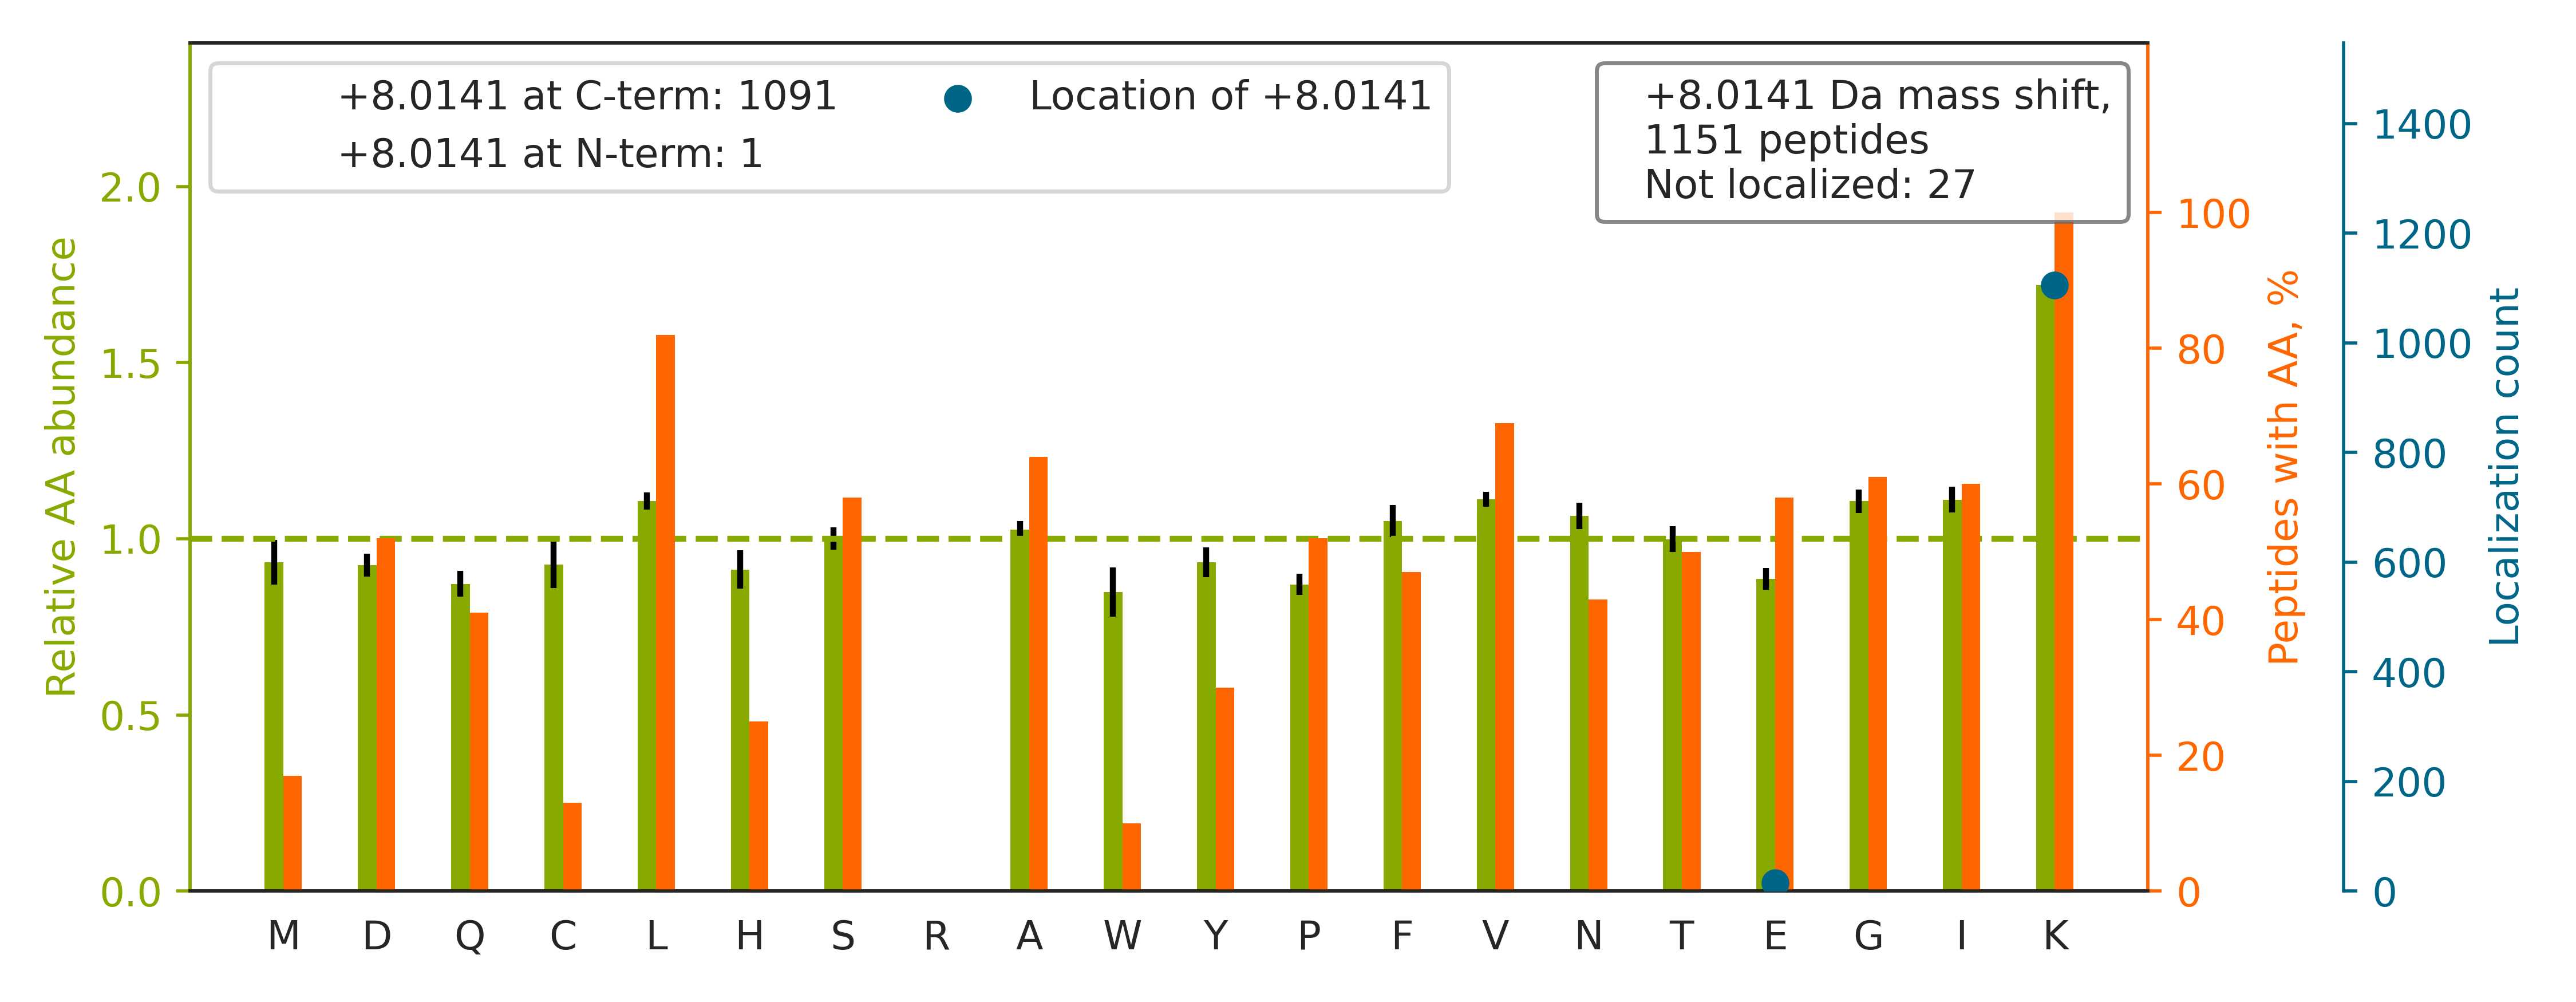 +8.0141 at C-term: 1091
+8.0141 at N-term: 1
Location of +8.0141
+8.0141 Da mass shift,
1151 peptides
Not localized: 27
Relative AA abundance
2.0
1.5
1.0
0.5
0.0
100
80
60
40
20
0
Peptides with AA, %
1400
1200
1000
800
600
400
200
0
Localization count
M D Q C L H S R A W Y P F V N T E G I K